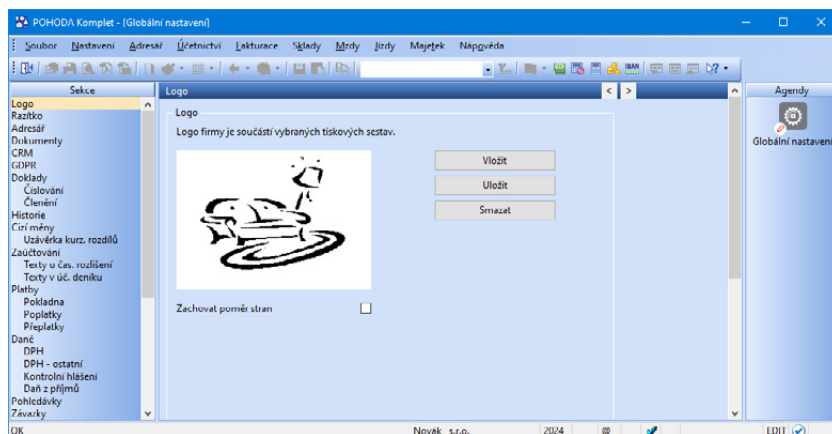 POHODA Komplet - [Globální nastavení]
Soubor Nastavení Adresář Účetnictví Fakturace Sklady Mzdy Jízdy Majetek Nápověda
IBAN
Sekce
Logo
Agendy
Logo
Razítko
Adresář
Dokumenty
CRM
GDPR
Doklady
Číslování
Členění
Historie
Cizí měny
Uzávěrka kurz. rozdílů
Zaúčtování
Texty u čas. rozlišení
Texty v úč. deníku
Platby
Pokladna
Poplatky
Přeplatky
Daně
DPH
DPH - ostatní
Kontrolní hlášení
Daň z příjmů
Pohledávky
Závazky
Logo
Logo firmy je součástí vybraných tiskových sestav.
Vložit
Uložit
Smazat
Zachovat poměr stran
Globální nastavení
OK
Novák s.r.o.
2024
@
EDIT